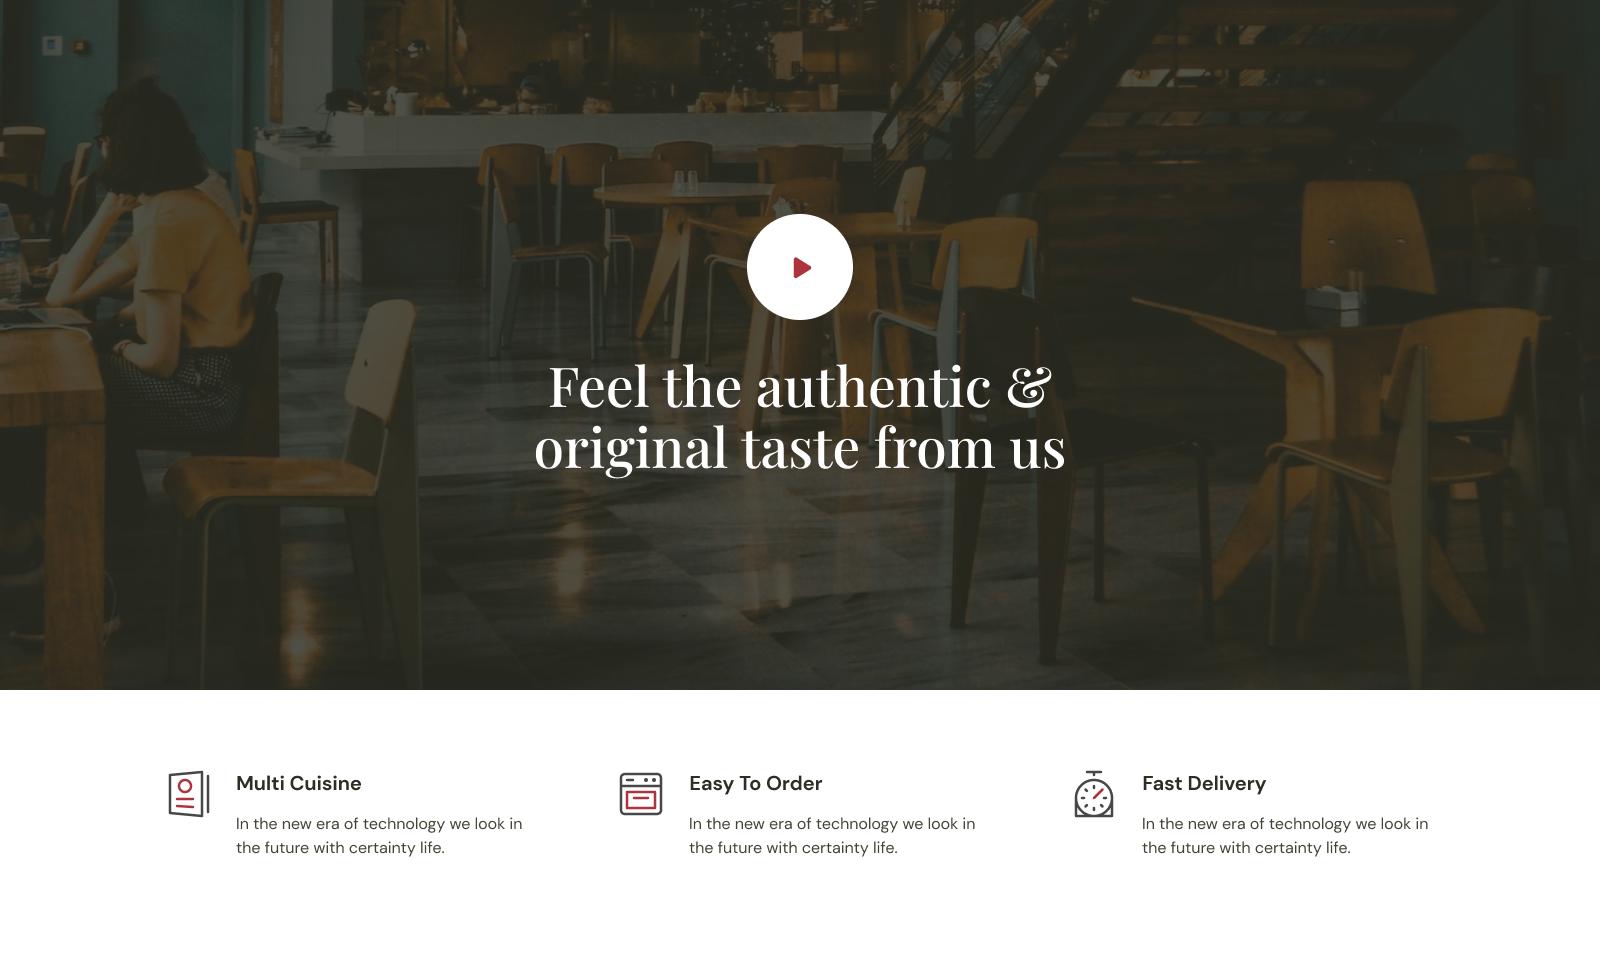 Feel the authentic &
original taste from us
Multi Cuisine
In the new era of technology we look in
the future with certainty life.
Easy To Order
In the new era of technology we look in
the future with certainty life.
Fast Delivery
In the new era of technology we look in
the future with certainty life.